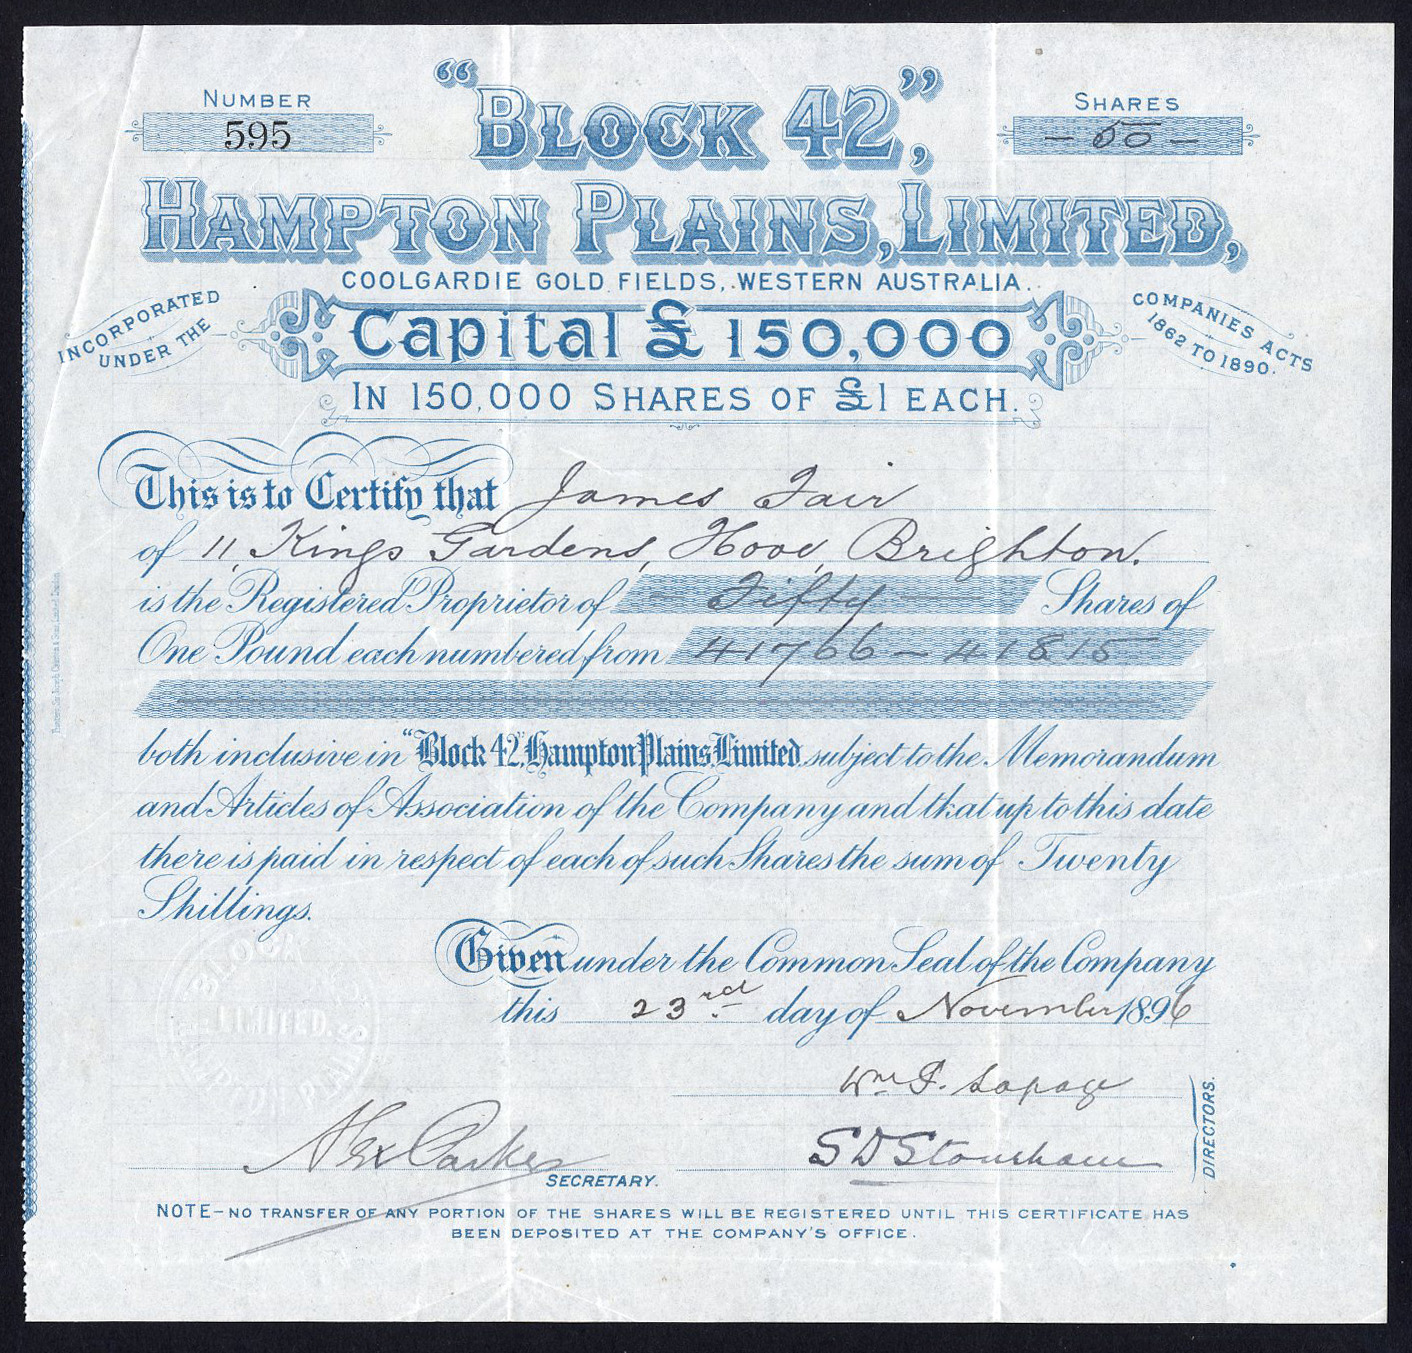 NUMBER
595
SHARES
— 50 —
"BLOCK 42",
HAMPTON PLAINS, LIMITED,
COOLGARDIE GOLD FIELDS, WESTERN AUSTRALIA.
INCORPORATED UNDER THE
COMPANIES ACTS 1862 TO 1890.
Capital £150,000
IN 150,000 SHARES OF £1 EACH.
This is to Certify that James Fair
of 11, Kings Gardens, Hove, Brighton.
is the Registered Proprietor of — Fifty — Shares of
One Pound each numbered from 41766 — 41815
both inclusive in "Block 42", Hampton Plains, Limited, subject to the Memorandum
and Articles of Association of the Company and that up to this date
there is paid in respect of each of such Shares the sum of Twenty
Shillings.
Given under the Common Seal of the Company
this 23rd day of November 1896
Wm F. Lapage
Alex Parker
SECRETARY.
DIRECTORS.
NOTE—NO TRANSFER OF ANY PORTION OF THE SHARES WILL BE REGISTERED UNTIL THIS CERTIFICATE HAS
BEEN DEPOSITED AT THE COMPANY'S OFFICE.
LIMITED.